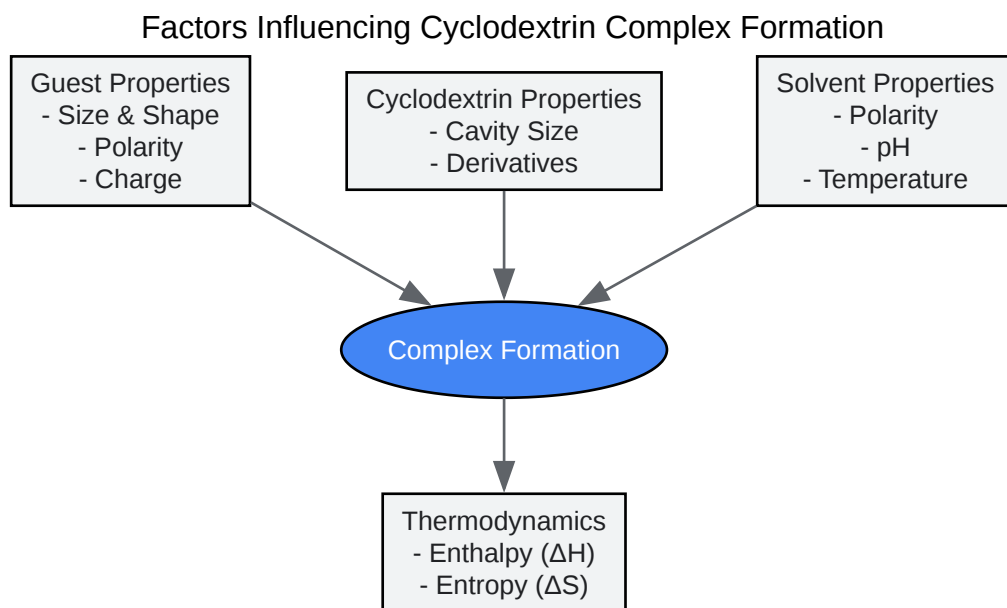 Factors Influencing Cyclodextrin Complex Formation
Guest Properties
- Size & Shape
- Polarity
- Charge
Cyclodextrin Properties
- Cavity Size
- Derivatives
Solvent Properties
- Polarity
- pH
- Temperature
Complex Formation
Thermodynamics
- Enthalpy (ΔH)
- Entropy (ΔS)